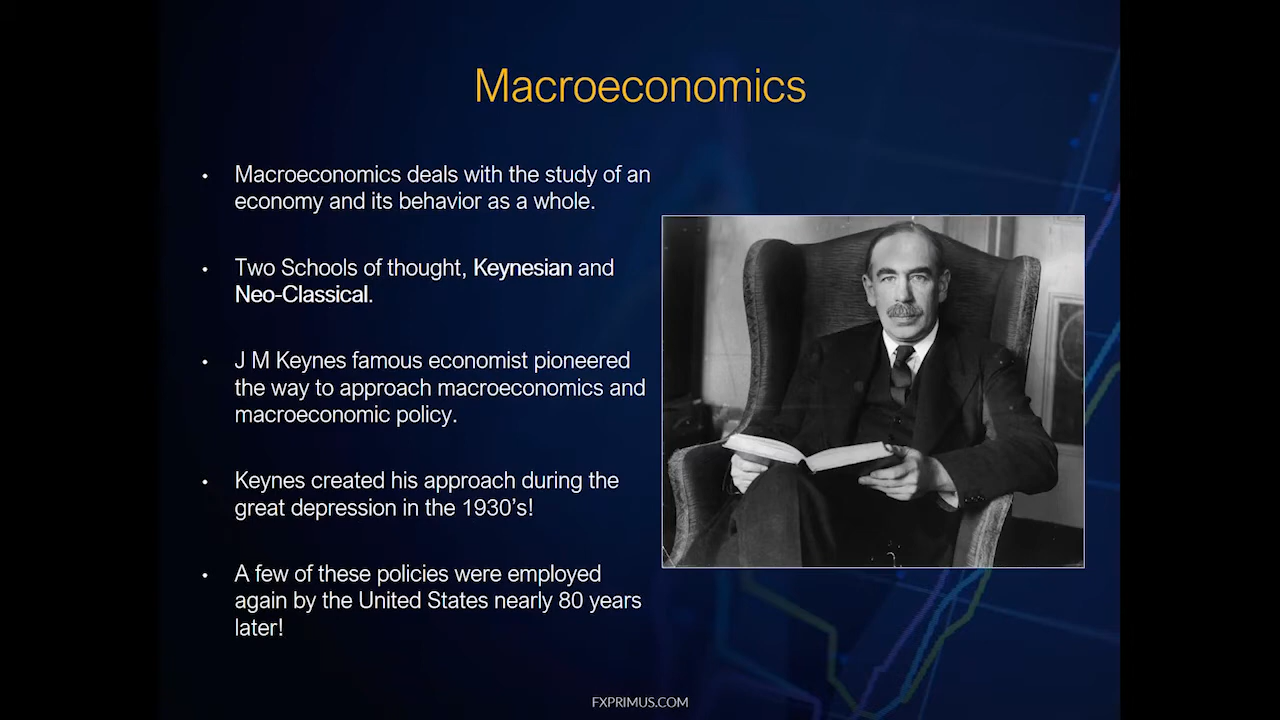 Macroeconomics
• Macroeconomics deals with the study of an
economy and its behavior as a whole.
• Two Schools of thought, Keynesian and
Neo-Classical.
• J M Keynes famous economist pioneered
the way to approach macroeconomics and
macroeconomic policy.
• Keynes created his approach during the
great depression in the 1930's!
• A few of these policies were employed
again by the United States nearly 80 years
later!
FXPRIMUS.COM